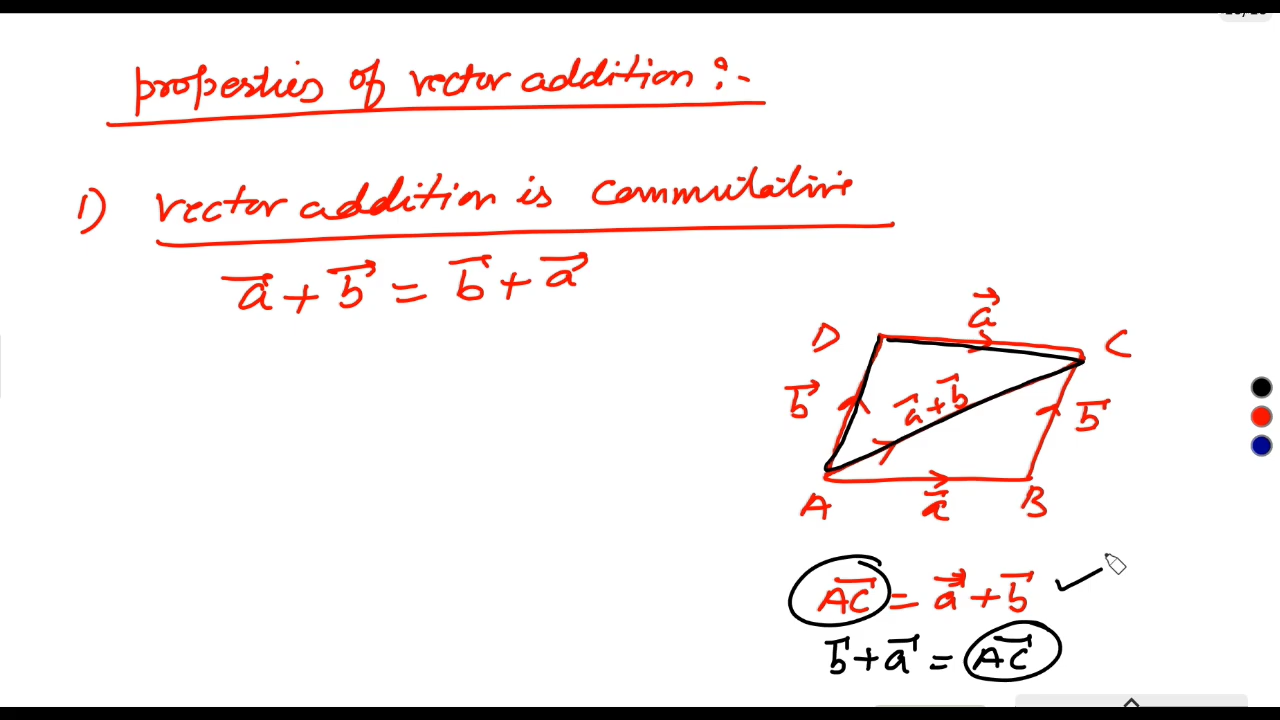 properties of vector addition :-
1) vector addition is commutative
a⃗ + b⃗ = b⃗ + a⃗
a⃗
D C
b⃗ a⃗ + b⃗ b⃗
A a⃗ B
AC⃗ = a⃗ + b⃗ ✓
b⃗ + a⃗ = AC⃗